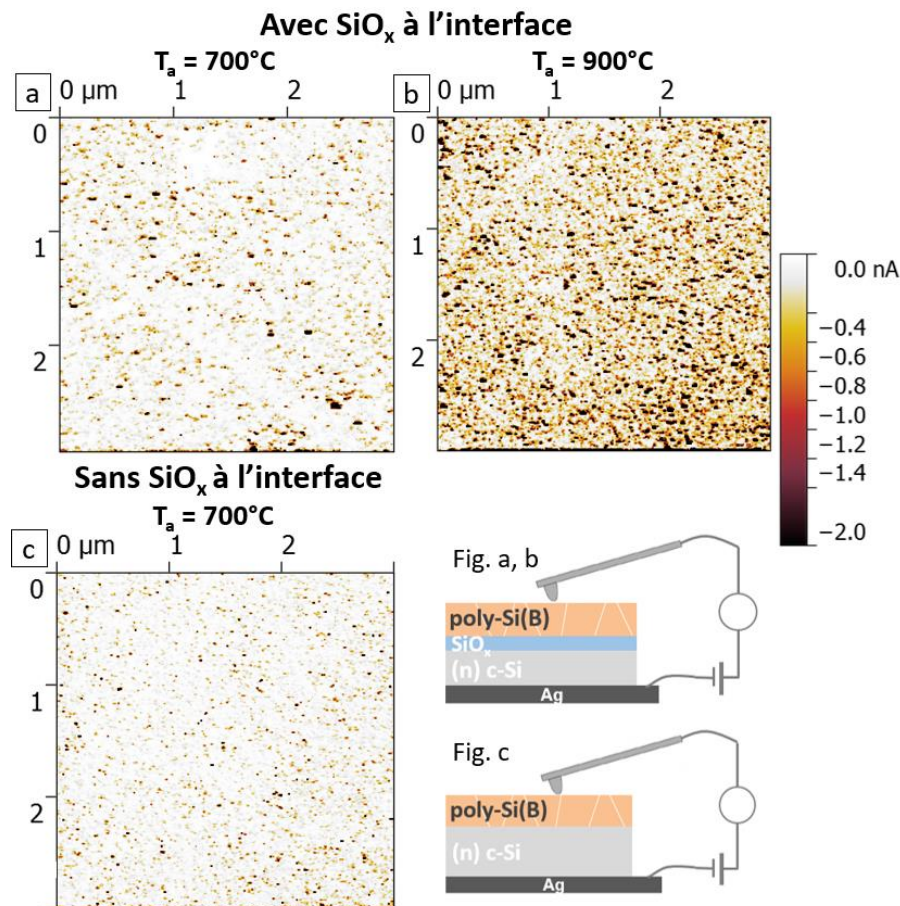 Avec SiOx à l’interface
Ta = 700°C
Ta = 900°C
a
0 µm 1 2
b
0 µm 1 2
0
1
2
0
1
2
0.0 nA
−0.4
−0.6
−0.8
−1.0
−1.2
−1.4
−2.0
Sans SiOx à l’interface
Ta = 700°C
c
0 µm 1 2
0
1
2
Fig. a, b
poly-Si(B)
SiOx
(n) c-Si
Ag
Fig. c
poly-Si(B)
(n) c-Si
Ag